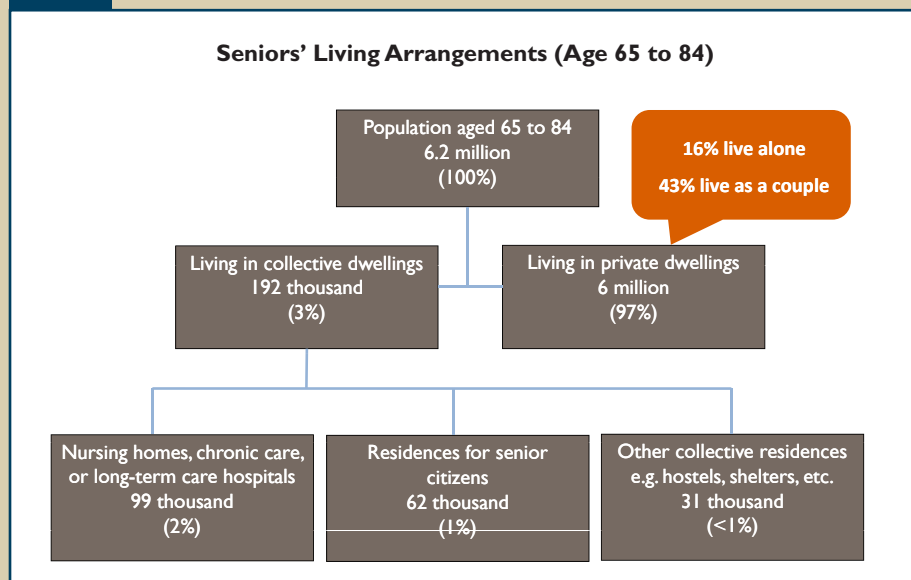 Seniors' Living Arrangements (Age 65 to 84)
Population aged 65 to 84
6.2 million
(100%)
16% live alone
43% live as a couple
Living in collective dwellings
192 thousand
(3%)
Living in private dwellings
6 million
(97%)
Nursing homes, chronic care,
or long-term care hospitals
99 thousand
(2%)
Residences for senior
citizens
62 thousand
(1%)
Other collective residences
e.g. hostels, shelters, etc.
31 thousand
(<1%)